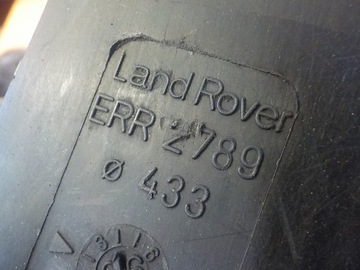 Land Rover
ERR 2789
ø 433